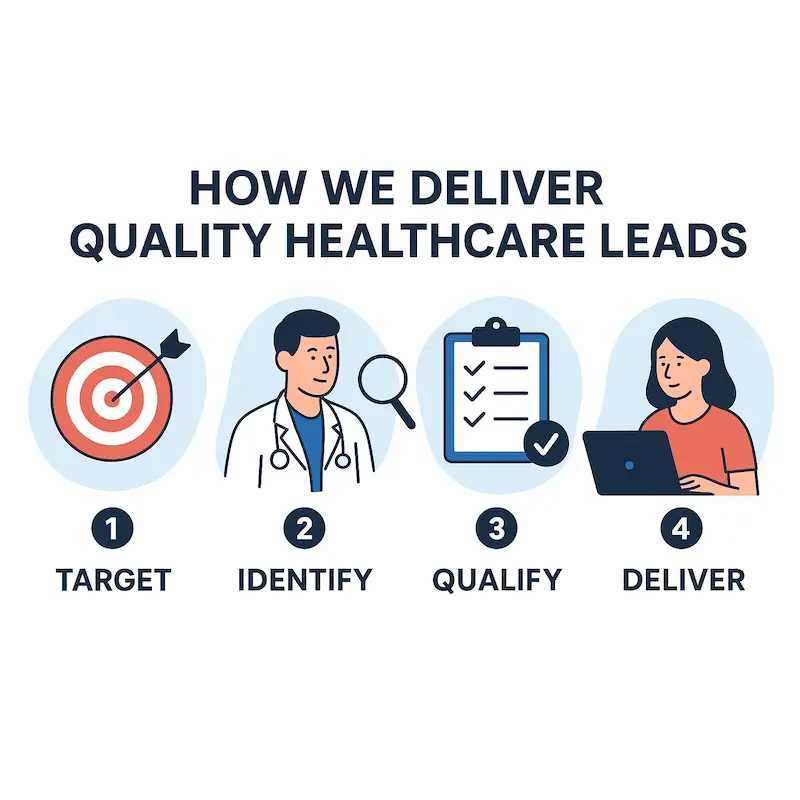 HOW WE DELIVER
QUALITY HEALTHCARE LEADS
1
2
3
4
TARGET
IDENTIFY
QUALIFY
DELIVER